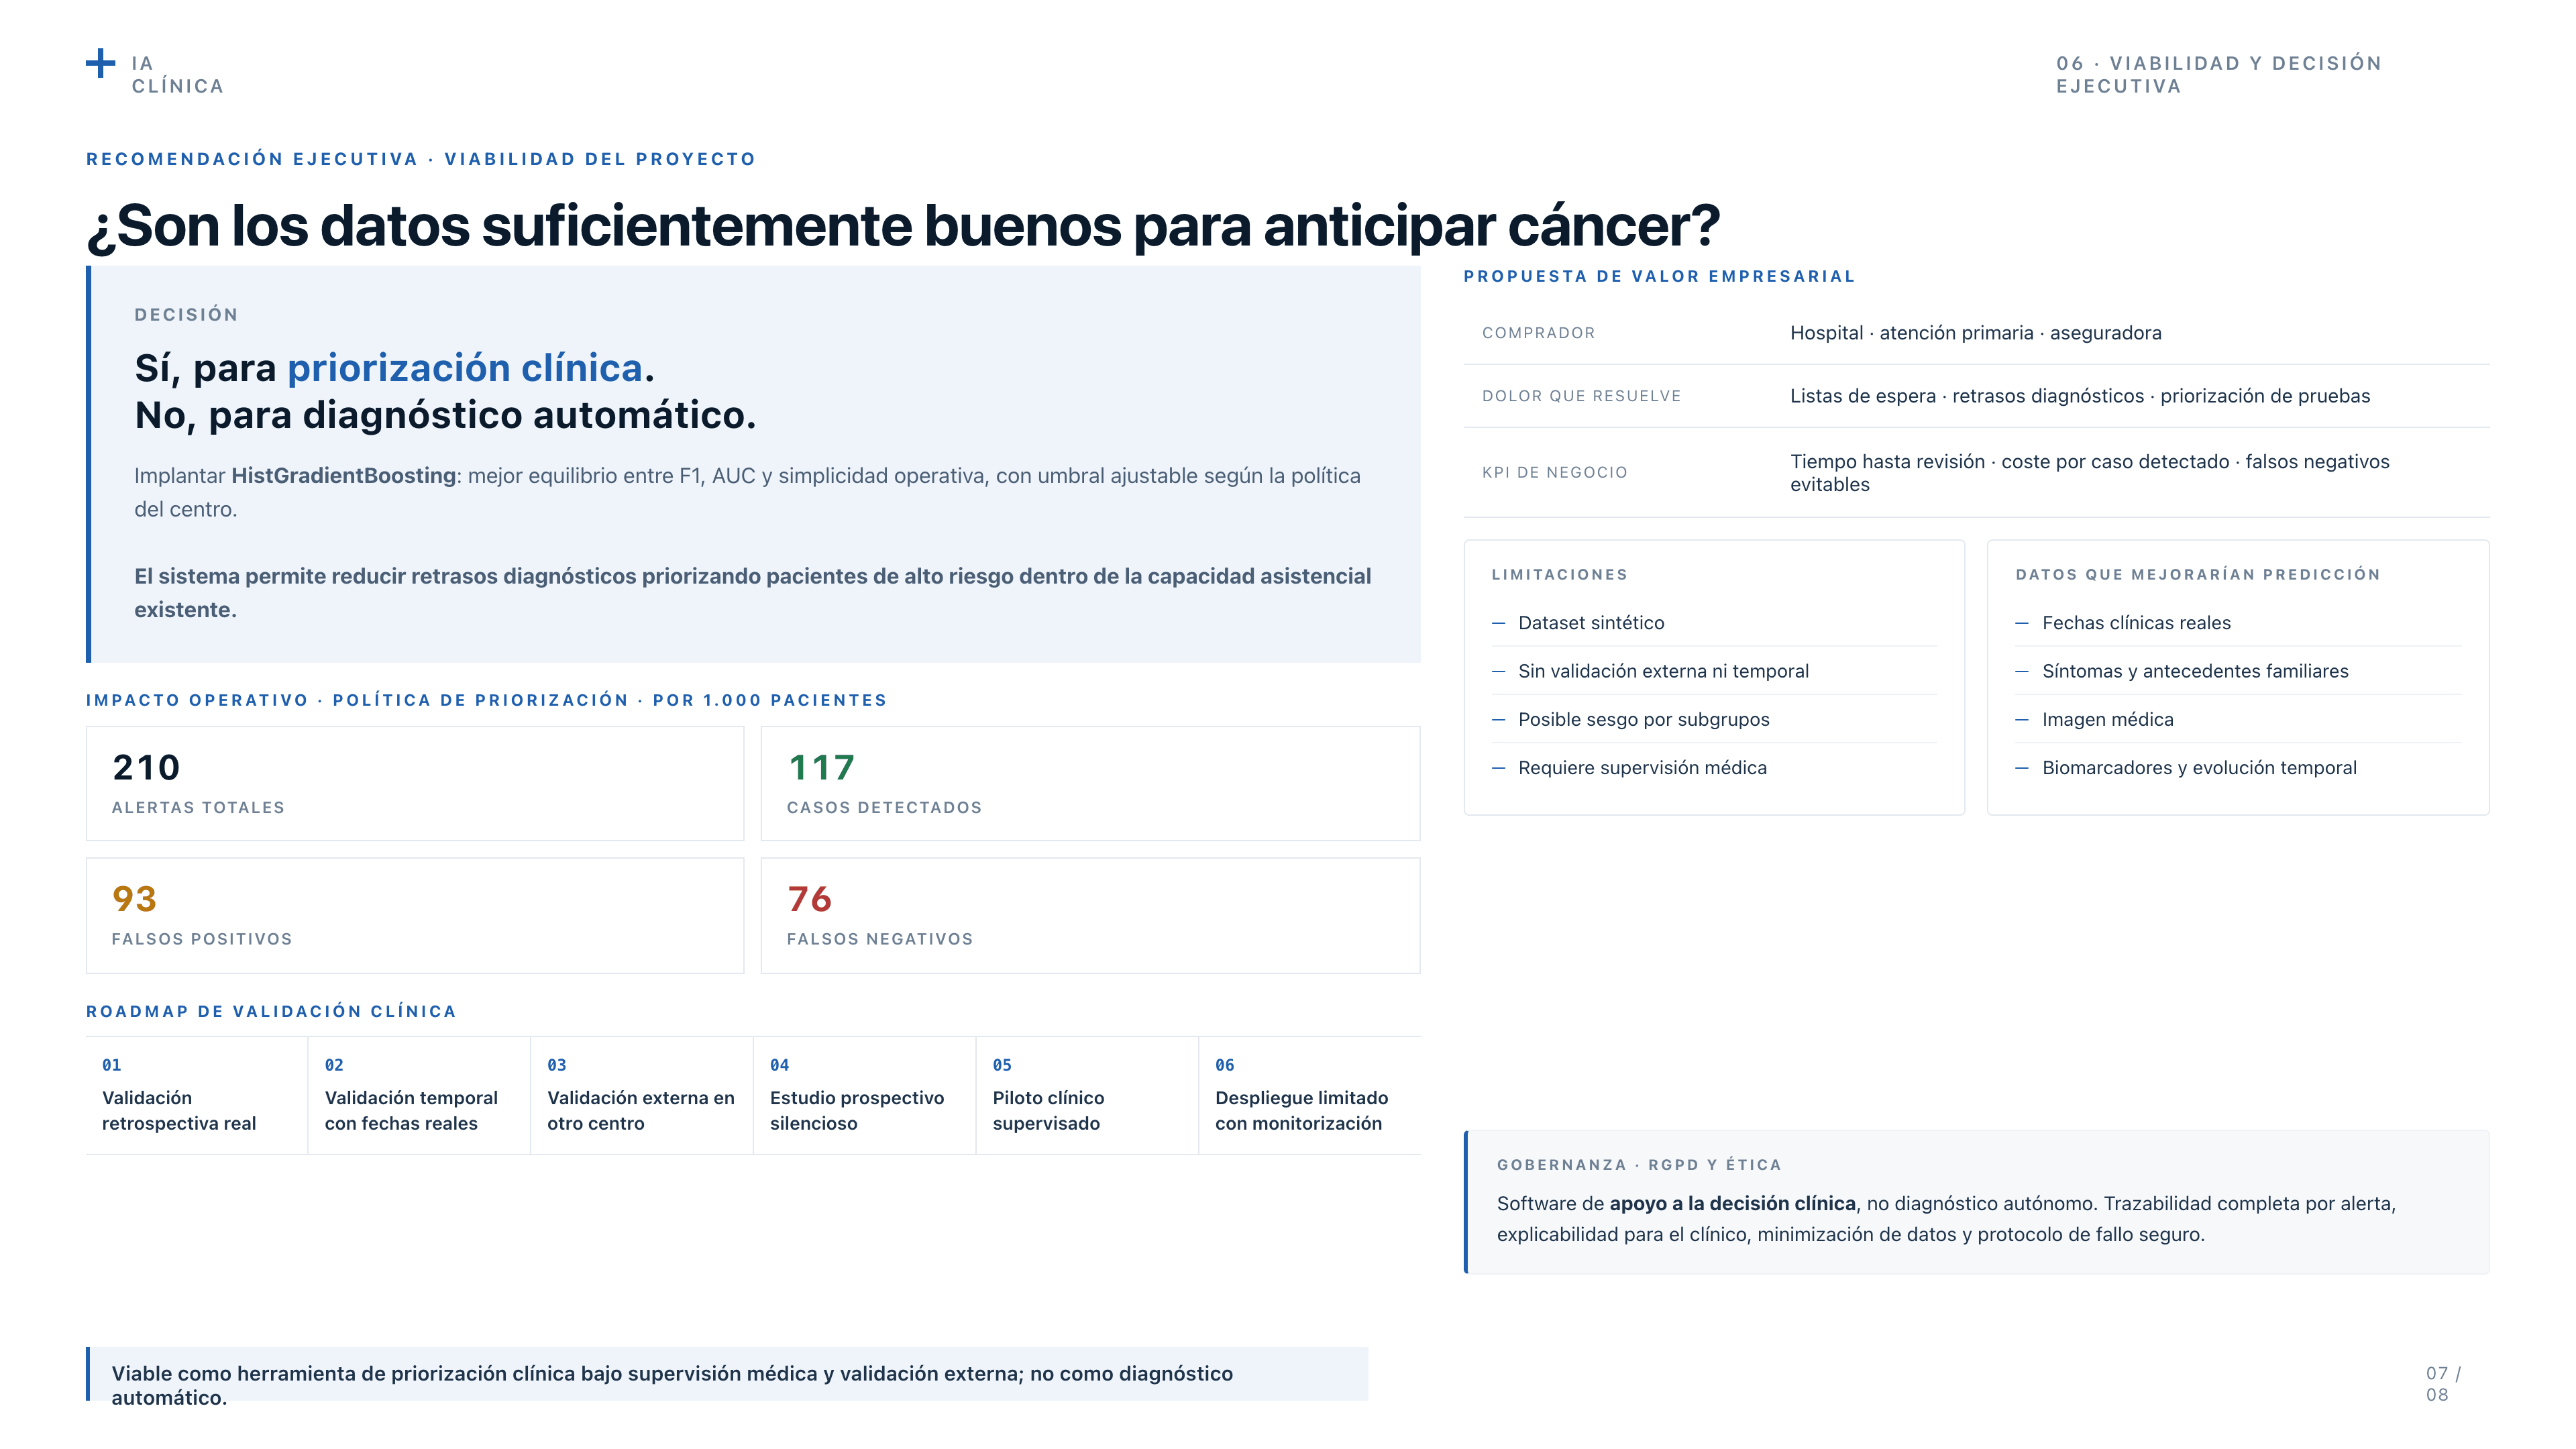 IA
CLÍNICA
06 · VIABILIDAD Y DECISIÓN
EJECUTIVA
RECOMENDACIÓN EJECUTIVA · VIABILIDAD DEL PROYECTO
¿Son los datos suficientemente buenos para anticipar cáncer?
DECISIÓN
Sí, para priorización clínica.
No, para diagnóstico automático.
Implantar HistGradientBoosting: mejor equilibrio entre F1, AUC y simplicidad operativa, con umbral ajustable según la política
del centro.
El sistema permite reducir retrasos diagnósticos priorizando pacientes de alto riesgo dentro de la capacidad asistencial
existente.
IMPACTO OPERATIVO · POLÍTICA DE PRIORIZACIÓN · POR 1.000 PACIENTES
210
ALERTAS TOTALES
117
CASOS DETECTADOS
93
FALSOS POSITIVOS
76
FALSOS NEGATIVOS
ROADMAP DE VALIDACIÓN CLÍNICA
01
Validación
retrospectiva real
02
Validación temporal
con fechas reales
03
Validación externa en
otro centro
04
Estudio prospectivo
silencioso
05
Piloto clínico
supervisado
06
Despliegue limitado
con monitorización
PROPUESTA DE VALOR EMPRESARIAL
COMPRADOR
Hospital · atención primaria · aseguradora
DOLOR QUE RESUELVE
Listas de espera · retrasos diagnósticos · priorización de pruebas
KPI DE NEGOCIO
Tiempo hasta revisión · coste por caso detectado · falsos negativos
evitables
LIMITACIONES
— Dataset sintético
— Sin validación externa ni temporal
— Posible sesgo por subgrupos
— Requiere supervisión médica
DATOS QUE MEJORARÍAN PREDICCIÓN
— Fechas clínicas reales
— Síntomas y antecedentes familiares
— Imagen médica
— Biomarcadores y evolución temporal
GOBERNANZA · RGPD Y ÉTICA
Software de apoyo a la decisión clínica, no diagnóstico autónomo. Trazabilidad completa por alerta,
explicabilidad para el clínico, minimización de datos y protocolo de fallo seguro.
Viable como herramienta de priorización clínica bajo supervisión médica y validación externa; no como diagnóstico
automático.
07 /
08